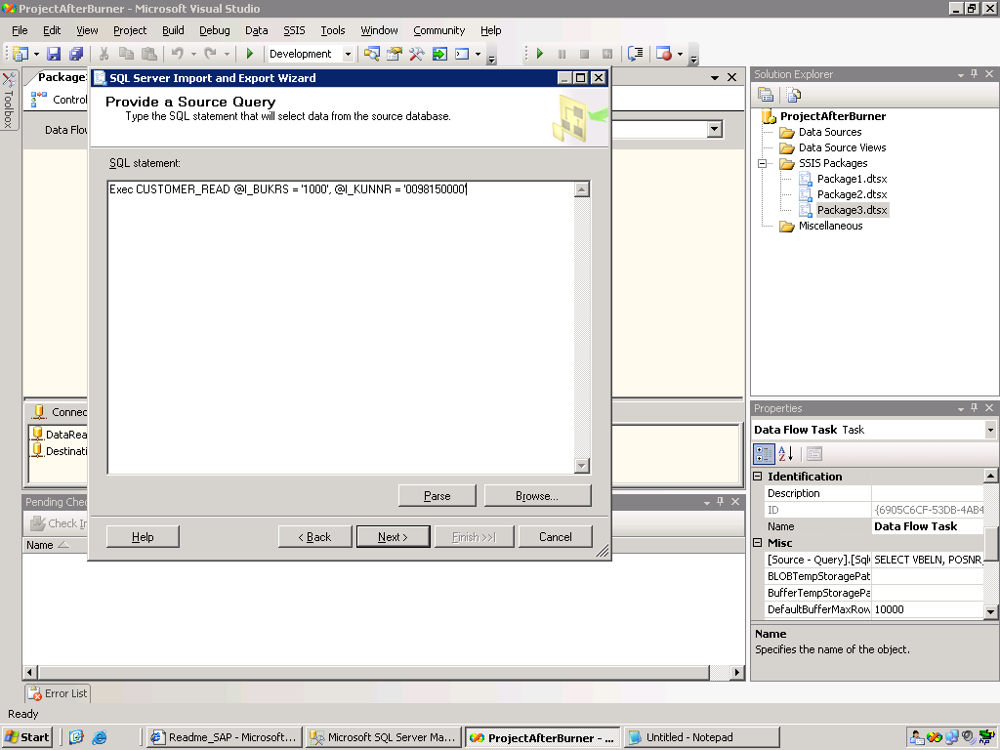 ProjectAfterBurner - Microsoft Visual Studio
File Edit View Project Build Debug Data SSIS Tools Window Community Help
Development
Toolbox
Package
Control
Data Flo
SQL Server Import and Export Wizard
Provide a Source Query
Type the SQL statement that will select data from the source database.
SQL statement:
Exec CUSTOMER_READ @I_BUKRS = '1000', @I_KUNNR = '0098150000'
Parse Browse...
Help < Back Next > Finish >>| Cancel
Connec
DataRea
Destinati
Pending Chec
Check In
Name
Error List
Solution Explorer
ProjectAfterBurner
Data Sources
Data Source Views
SSIS Packages
Package1.dtsx
Package2.dtsx
Package3.dtsx
Miscellaneous
Properties
Data Flow Task Task
Identification
Description
ID {6905C6CF-53DB-4AB4
Name Data Flow Task
Misc
[Source - Query].[Sql SELECT VBELN, POSNR
BLOBTempStoragePat
BufferTempStoragePa
DefaultBufferMaxRow 10000
Name
Specifies the name of the object.
Ready
Start Readme_SAP - Microsoft... Microsoft SQL Server Ma... ProjectAfterBurner - ... Untitled - Notepad